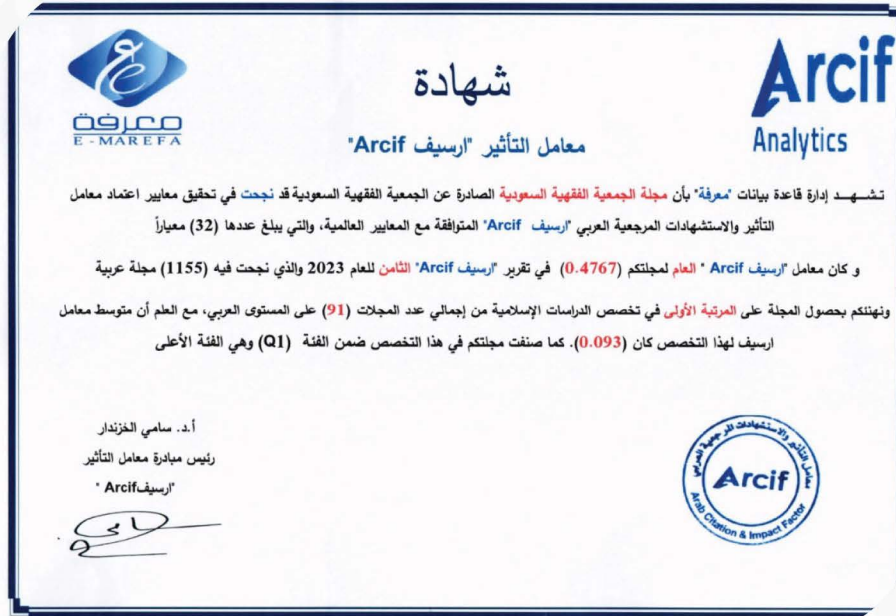 معرفة
E-MAREFA
Arcif
Analytics
شهادة
معامل التأثير "ارسيف Arcif"
تشهد إدارة قاعدة بيانات "معرفة" بأن مجلة الجمعية الفقهية السعودية الصادرة عن الجمعية الفقهية السعودية قد نجحت في تحقيق معايير اعتماد معامل
التأثير والاستشهادات المرجعية العربي "ارسيف Arcif" المتوافقة مع المعايير العالمية، والتي يبلغ عددها (32) معياراً
و كان معامل "ارسيف Arcif " العام لمجلتكم (0.4767) في تقرير "ارسيف Arcif" الثامن للعام 2023 والذي نجحت فيه (1155) مجلة عربية
ونهنئكم بحصول المجلة على المرتبة الأولى في تخصص الدراسات الإسلامية من إجمالي عدد المجلات (91) على المستوى العربي، مع العلم أن متوسط معامل
ارسيف لهذا التخصص كان (0.093). كما صنفت مجلتكم في هذا التخصص ضمن الفئة (Q1) وهي الفئة الأعلى
أ.د. سامي الخزندار
رئيس مبادرة معامل التأثير
"ارسيفArcif "
معامل التأثير والاستشهادات المرجعية العربي
Arcif
Arab Citation & Impact Factor